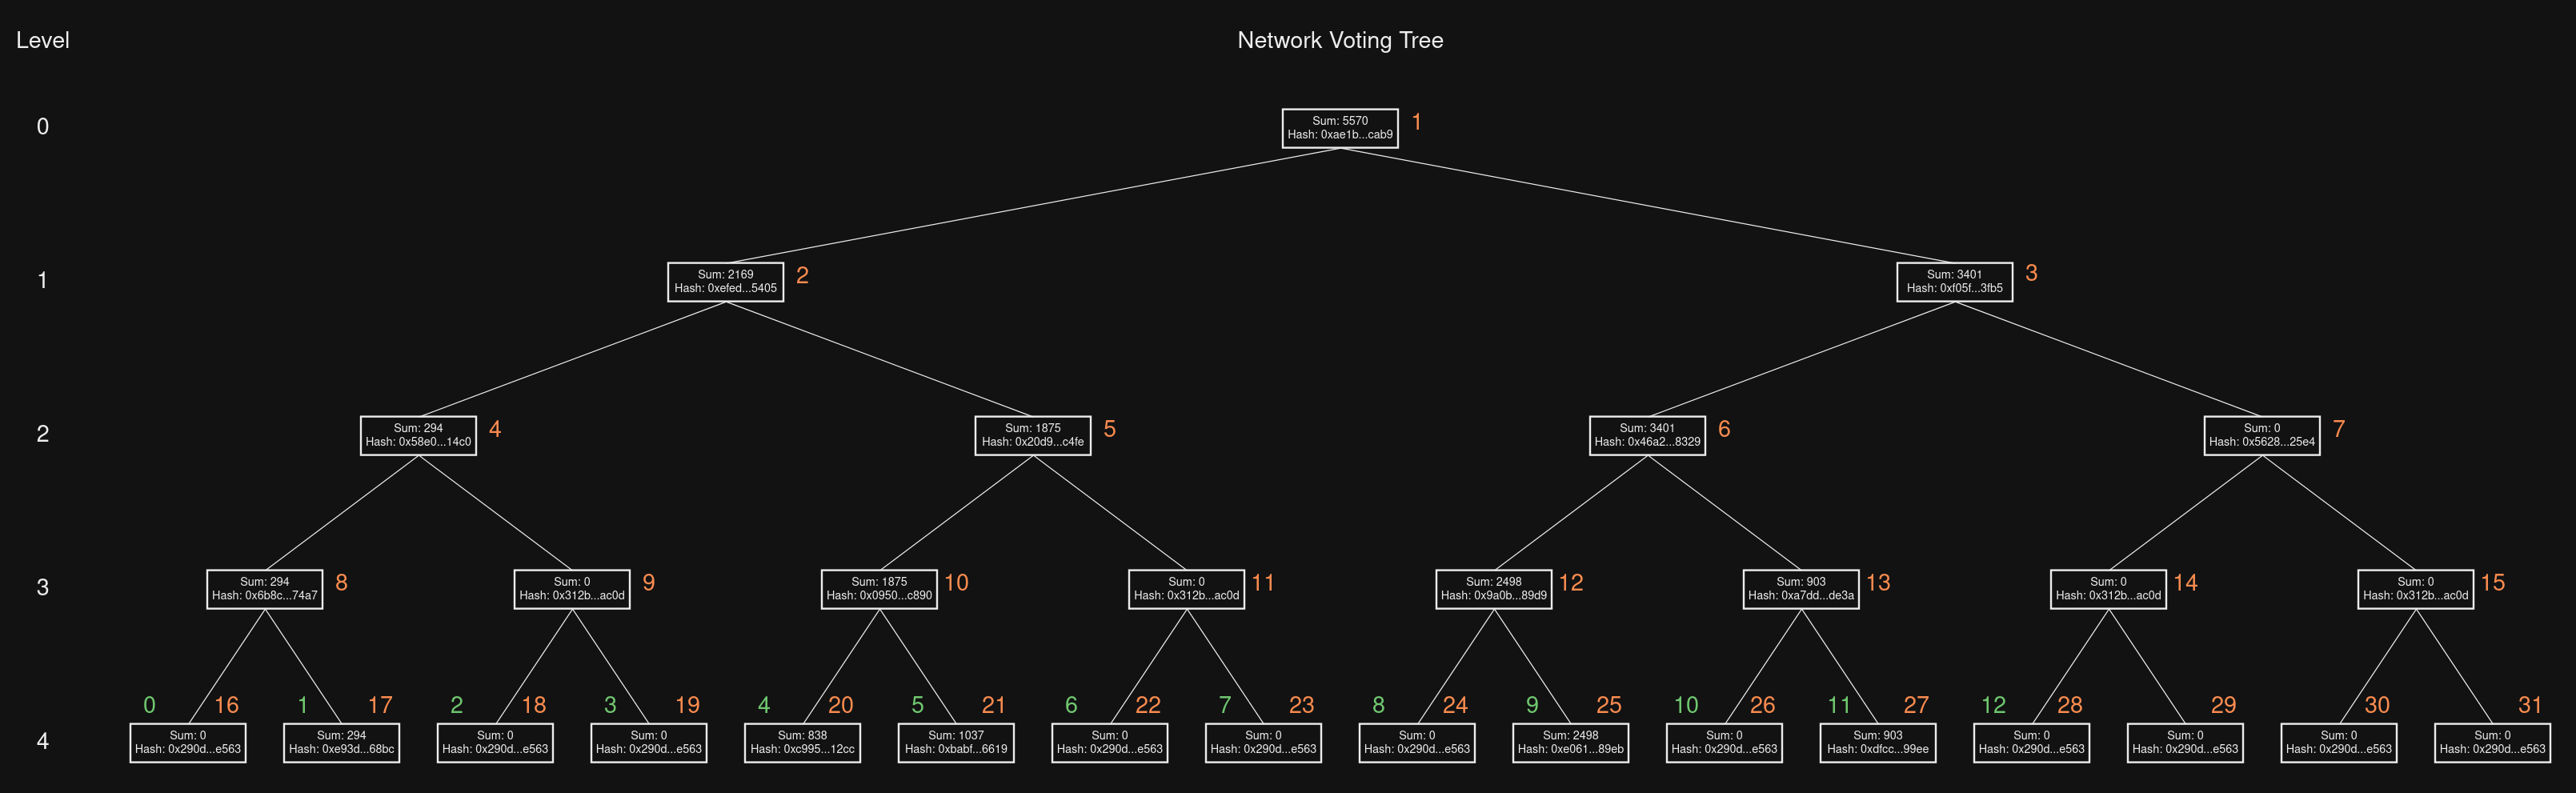 Level
Network Voting Tree
0
Sum: 5570
Hash: 0xae1b...cab9
1
1
Sum: 2169
Hash: 0xefed...5405
2
Sum: 3401
Hash: 0xf05f...3fb5
3
2
Sum: 294
Hash: 0x58e0...14c0
4
Sum: 1875
Hash: 0x20d9...c4fe
5
Sum: 3401
Hash: 0x46a2...8329
6
Sum: 0
Hash: 0x5628...25e4
7
3
Sum: 294
Hash: 0x6b8c...74a7
8
Sum: 0
Hash: 0x312b...ac0d
9
Sum: 1875
Hash: 0x0950...c890
10
Sum: 0
Hash: 0x312b...ac0d
11
Sum: 2498
Hash: 0x9a0b...89d9
12
Sum: 903
Hash: 0xa7dd...de3a
13
Sum: 0
Hash: 0x312b...ac0d
14
Sum: 0
Hash: 0x312b...ac0d
15
4
0 16
Sum: 0
Hash: 0x290d...e563
1 17
Sum: 294
Hash: 0xe93d...68bc
2 18
Sum: 0
Hash: 0x290d...e563
3 19
Sum: 0
Hash: 0x290d...e563
4 20
Sum: 838
Hash: 0xc995...12cc
5 21
Sum: 1037
Hash: 0xbabf...6619
6 22
Sum: 0
Hash: 0x290d...e563
7 23
Sum: 0
Hash: 0x290d...e563
8 24
Sum: 0
Hash: 0x290d...e563
9 25
Sum: 2498
Hash: 0xe061...89eb
10 26
Sum: 0
Hash: 0x290d...e563
11 27
Sum: 903
Hash: 0xdfcc...99ee
12 28
Sum: 0
Hash: 0x290d...e563
29
Sum: 0
Hash: 0x290d...e563
30
Sum: 0
Hash: 0x290d...e563
31
Sum: 0
Hash: 0x290d...e563